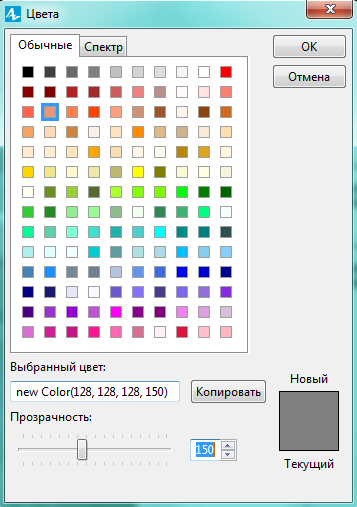 Цвета
Обычные
Спектр
OK
Отмена
Выбранный цвет:
new Color(128, 128, 128, 150)
Копировать
Прозрачность:
150
Новый
Текущий